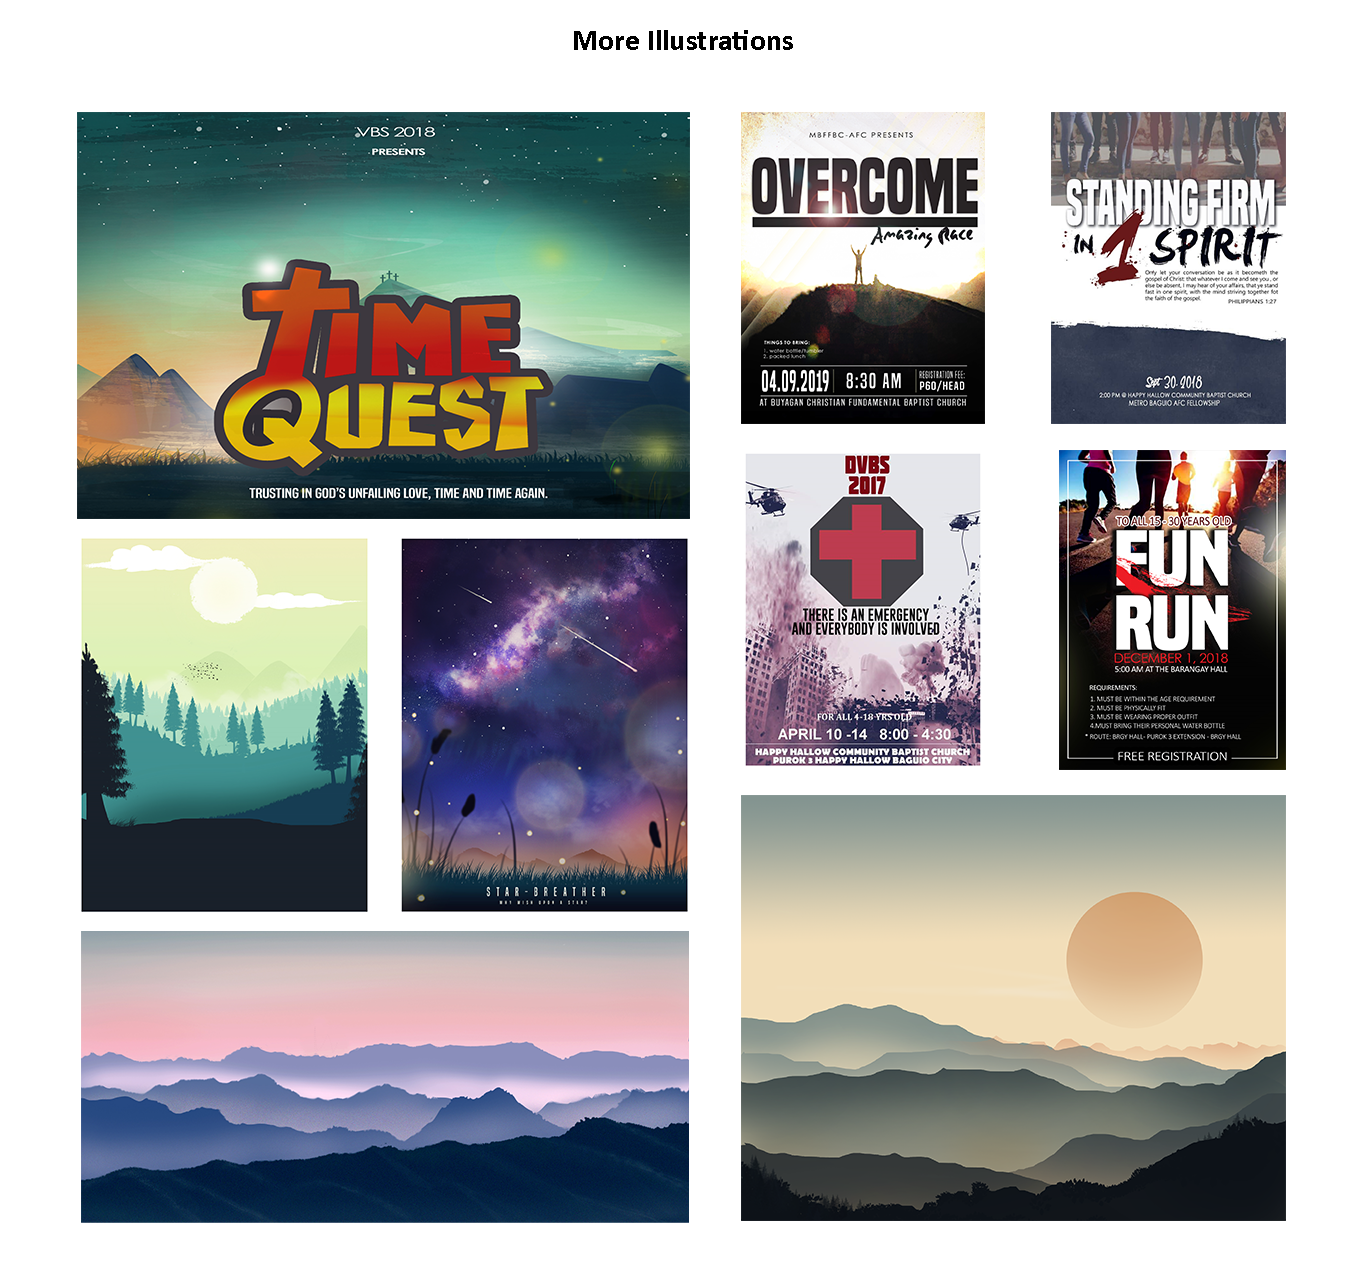 More Illustrations
VBS 2018
PRESENTS
TIME
QUEST
TRUSTING IN GOD'S UNFAILING LOVE, TIME AND TIME AGAIN.
MBFFBC-AFC PRESENTS
OVERCOME
Amazing Race
THINGS TO BRING:
1. water bottle/tumbler
2. packed lunch
04.09.2019
8:30 AM
REGISTRATION FEE:
P60/HEAD
AT BUYAGAN CHRISTIAN FUNDAMENTAL BAPTIST CHURCH
STANDING FIRM
IN 1 SPIRIT
Only let your conversation be as it becometh the
gospel of Christ: that whatever I come and see you, or
else be absent, I may hear of your affairs, that ye stand
fast in one spirit, with the mind striving together fot
the faith of the gospel.
PHILIPPIANS 1:27
Sept 30. 2018
2:00 PM @ HAPPY HALLOW COMMUNITY BAPTIST CHURCH
METRO BAGUIO AFC FELLOWSHIP
DVBS
2017
THERE IS AN EMERGENCY
AND EVERYBODY IS INVOLVED
FOR ALL 4-18 YRS OLD
APRIL 10 -14 8:00 - 4:30
HAPPY HALLOW COMMUNITY BAPTIST CHURCH
PUROK 3 HAPPY HALLOW BAGUIO CITY
TO ALL 15 - 30 YEARS OLD
FUN
RUN
DECEMBER 1, 2018
5:00 AM AT THE BARANGAY HALL
REQUIREMENTS:
1. MUST BE WITHIN THE AGE REQUIREMENT
2. MUST BE PHYSICALLY FIT
3. MUST BE WEARING PROPER OUTFIT
4.MUST BRING THEIR PERSONAL WATER BOTTLE
* ROUTE: BRGY HALL- PUROK 3 EXTENSION - BRGY HALL
FREE REGISTRATION
STAR-BREATHER
WHY WISH UPON A START